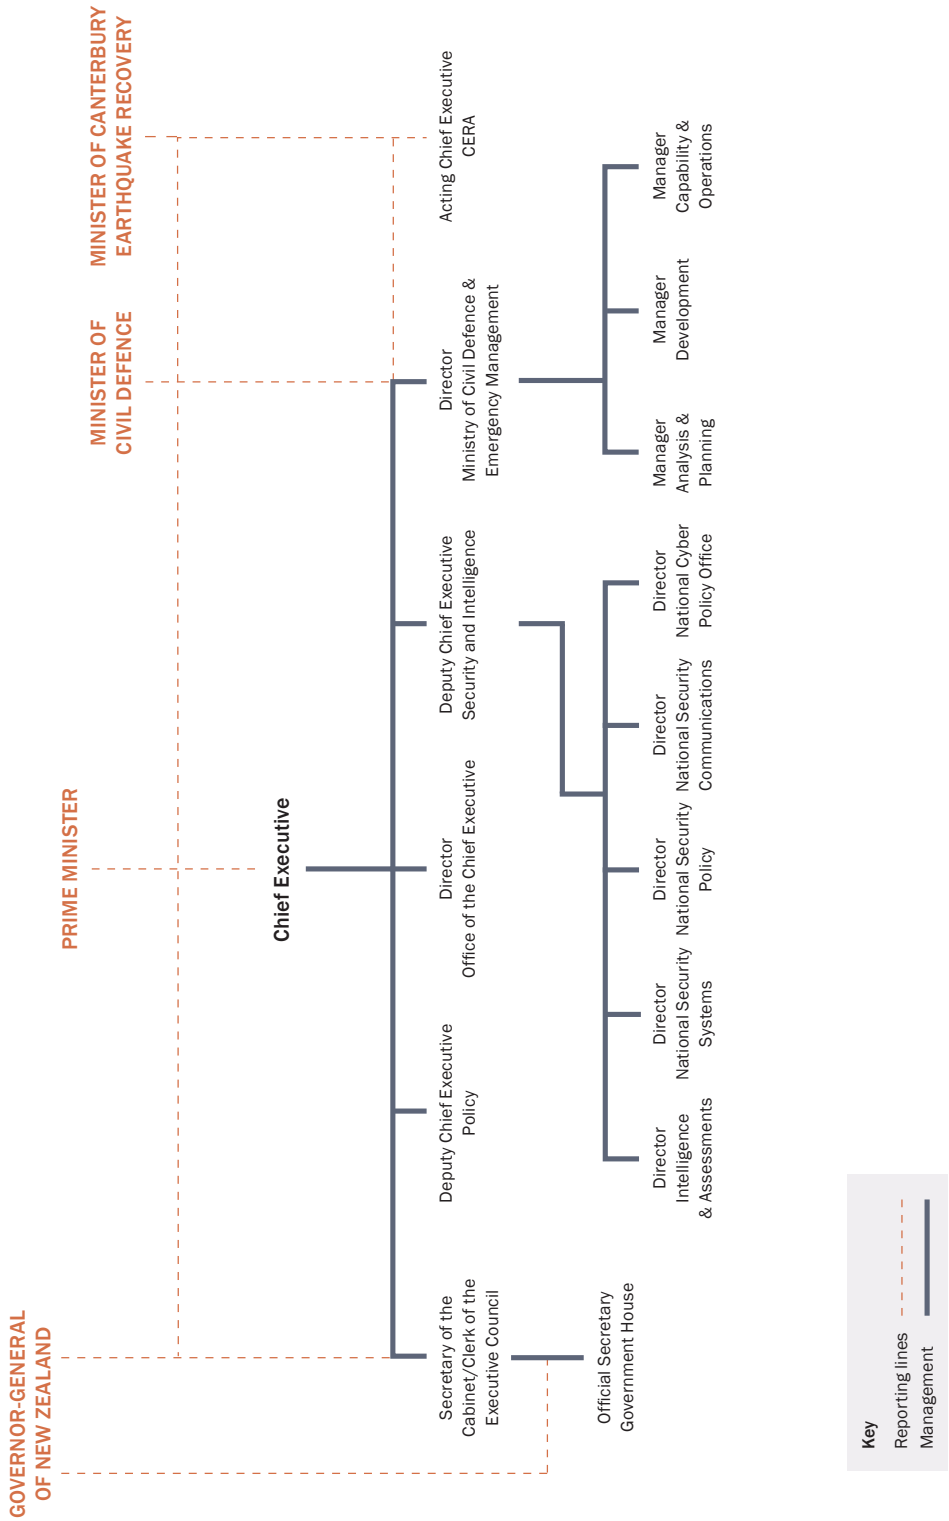 GOVERNOR-GENERAL
OF NEW ZEALAND
PRIME MINISTER
MINISTER OF
CIVIL DEFENCE
MINISTER OF CANTERBURY
EARTHQUAKE RECOVERY
Chief Executive
Secretary of the
Cabinet/Clerk of the
Executive Council
Deputy Chief Executive
Policy
Director
Office of the Chief Executive
Deputy Chief Executive
Security and Intelligence
Director
Ministry of Civil Defence &
Emergency Management
Acting Chief Executive
CERA
Official Secretary
Government House
Director
Intelligence
& Assessments
Director
National Security
Systems
Director
National Security
Policy
Director
National Security
Communications
Director
National Cyber
Policy Office
Manager
Analysis &
Planning
Manager
Development
Manager
Capability &
Operations
Key
Reporting lines
Management